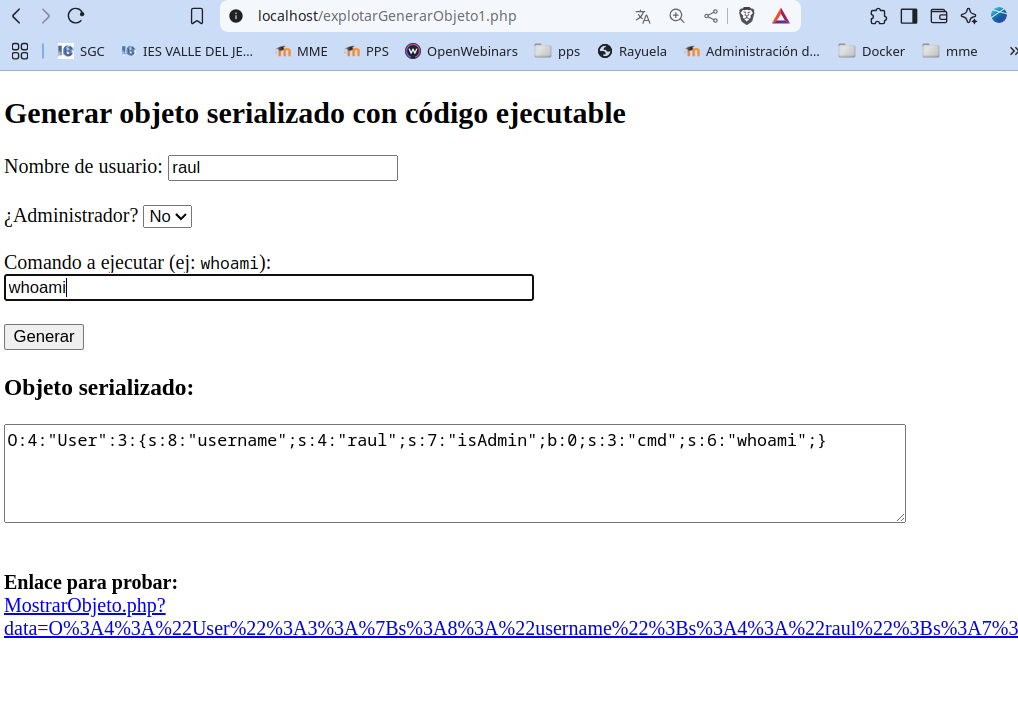 localhost/explotarGenerarObjeto1.php
SGC IES VALLE DEL JE... MME PPS OpenWebinars pps Rayuela Administración d... Docker mme »
Generar objeto serializado con código ejecutable
Nombre de usuario: raul
¿Administrador? No
Comando a ejecutar (ej: whoami):
whoami
Generar
Objeto serializado:
O:4:"User":3:{s:8:"username";s:4:"raul";s:7:"isAdmin";b:0;s:3:"cmd";s:6:"whoami";}
Enlace para probar:
MostrarObjeto.php?
data=O%3A4%3A%22User%22%3A3%3A%7Bs%3A8%3A%22username%22%3Bs%3A4%3A%22raul%22%3Bs%3A7%3